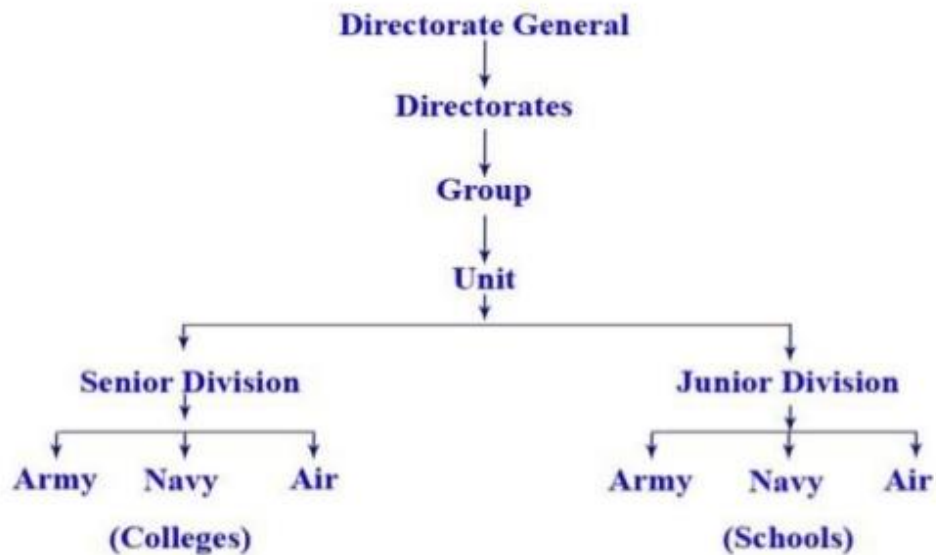 Directorate General
Directorates
Group
Unit
Senior Division Junior Division
Army Navy Air Army Navy Air
(Colleges) (Schools)